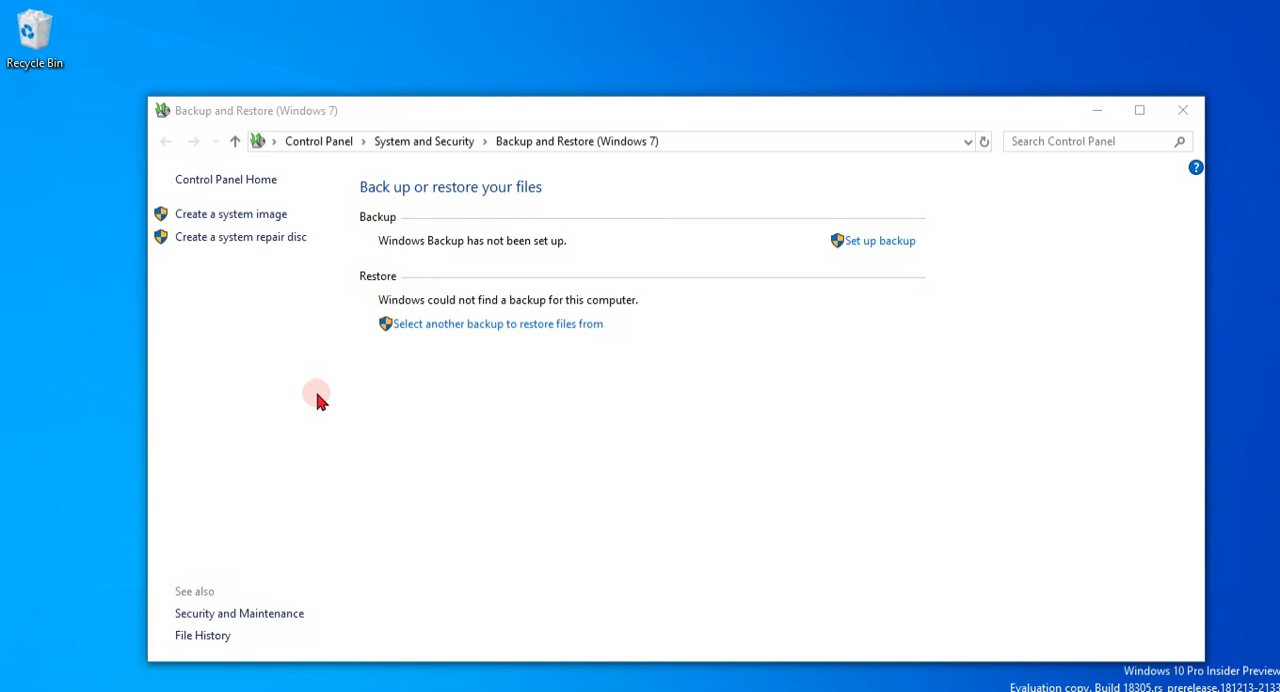 Recycle Bin
Backup and Restore (Windows 7)
Control Panel > System and Security > Backup and Restore (Windows 7)
Search Control Panel
?
Control Panel Home
Create a system image
Create a system repair disc
Back up or restore your files
Backup
Windows Backup has not been set up.
Set up backup
Restore
Windows could not find a backup for this computer.
Select another backup to restore files from
See also
Security and Maintenance
File History
Windows 10 Pro Insider Preview
Evaluation copy. Build 18305.rs_prerelease.181213-2133